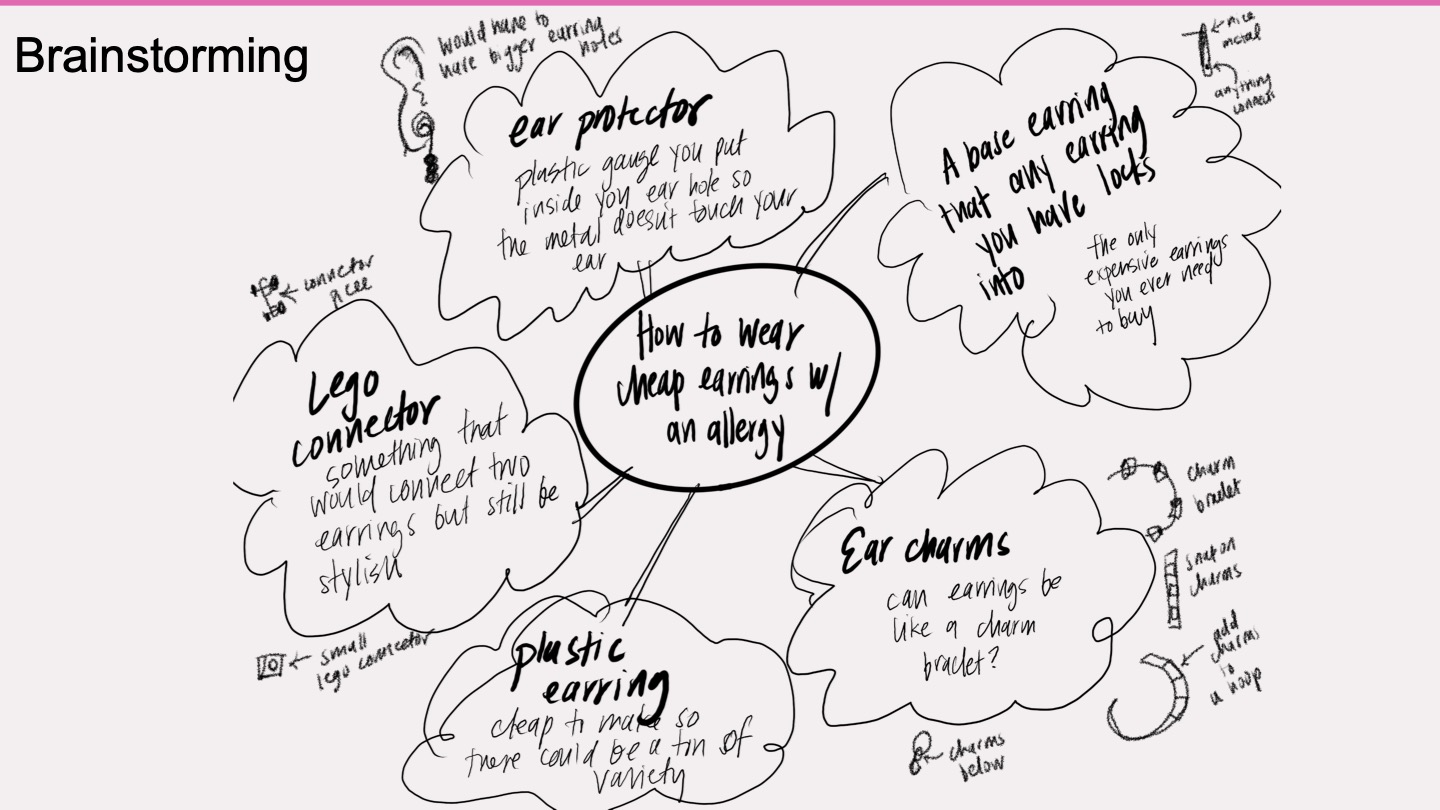 Brainstorming
would have to
have bigger earring
holes
ear protector
plastic gauge you put
inside you ear hole so
the metal doesn't touch your
ear
nice
metal
anything
connects
A base earring
that any earring
you have locks
into
the only
expensive earrings
you ever need
to buy
How to wear
cheap earrings w/
an allergy
connector
Lego
connector
something that
would connect two
earrings but still be
stylish
small
lego connector
plastic
earring
cheap to make so
there could be a ton of
variety
Ear charms
can earrings be
like a charm
braclet?
charm
braclet
snap on
charms
add
charms
to
a hoop
charms
below